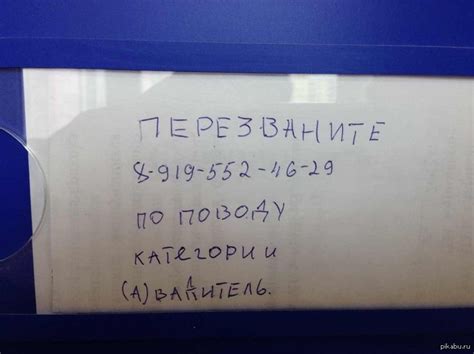 ПЕРЕЗВАНИТЕ
8-919-552-46-29
ПО ПОВОДУ
КАТЕГОРИИ
(А) ВАДИТЕЛЬ.
pikabu.ru